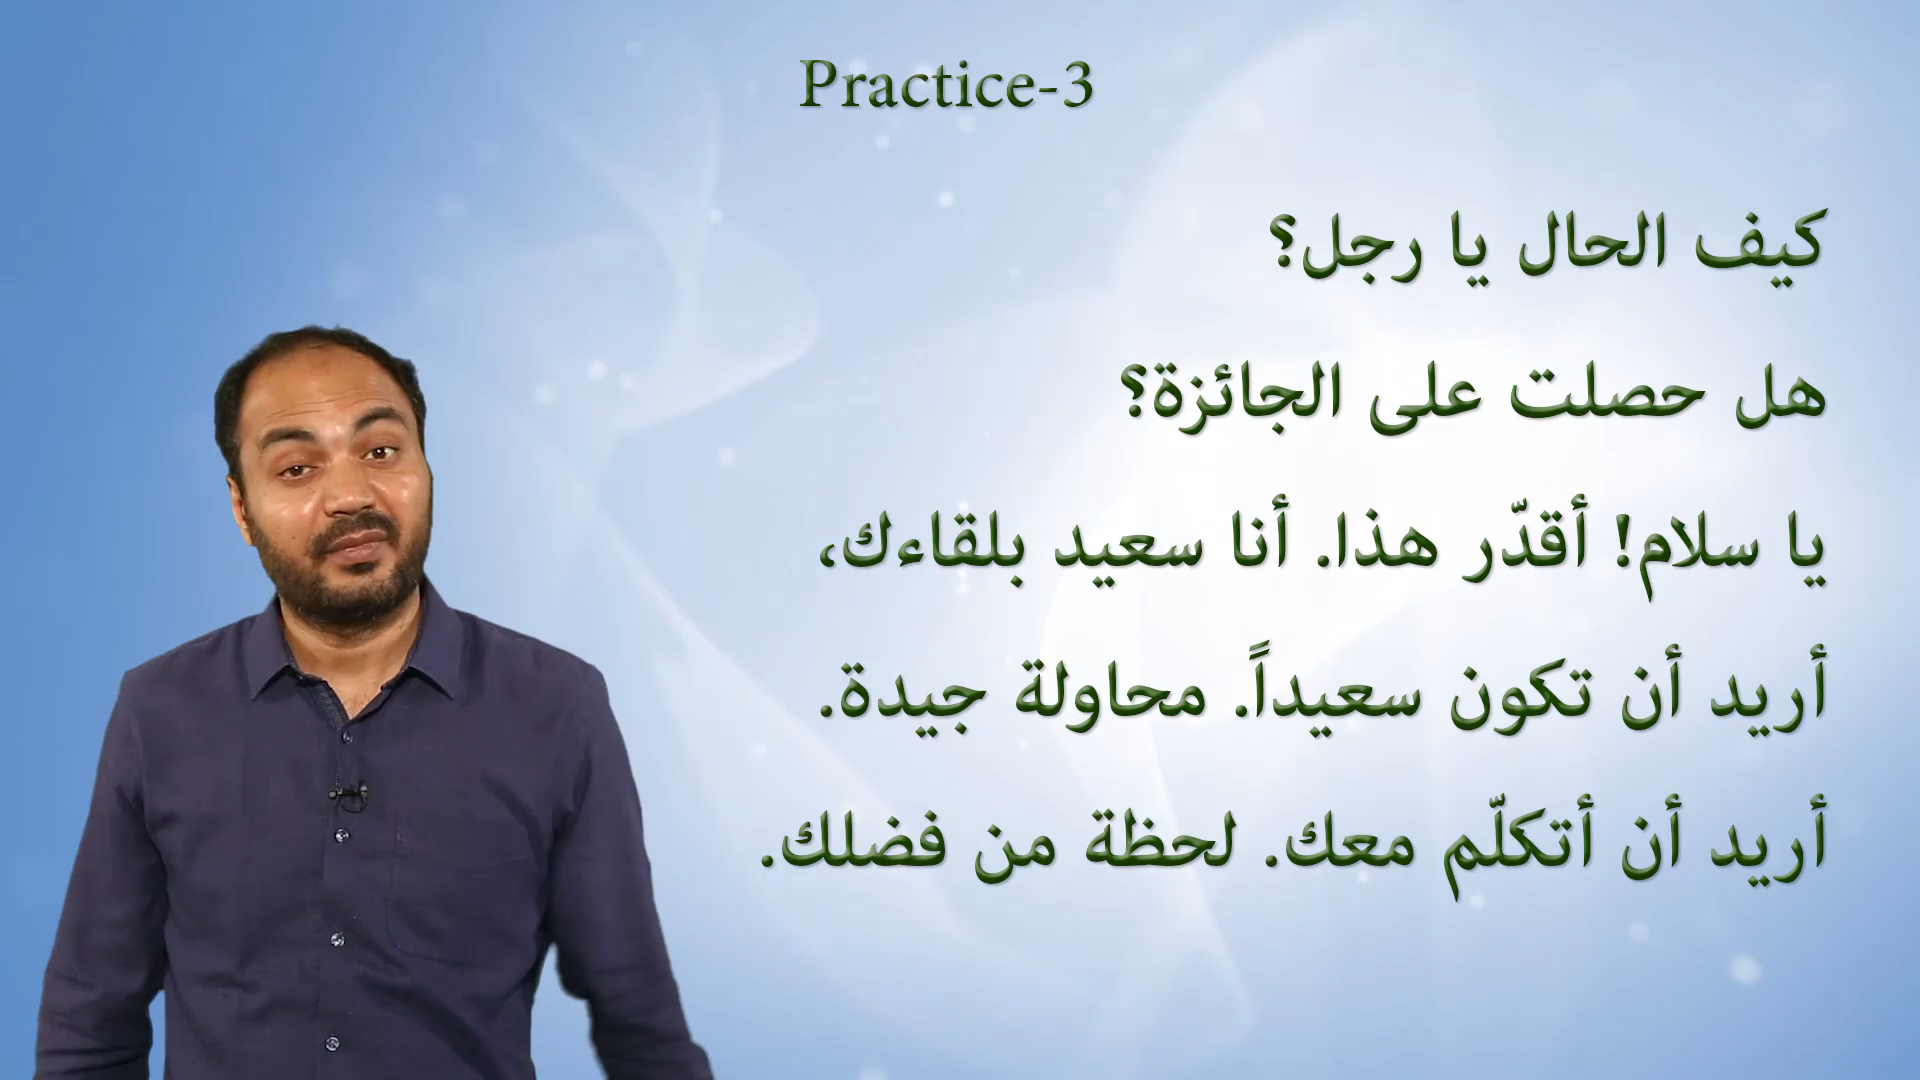 Practice-3
كيف الحال يا رجل؟
هل حصلت على الجائزة؟
يا سلام! أقدّر هذا. أنا سعيد بلقاءك،
أريد أن تكون سعيداً. محاولة جيدة.
أريد أن أتكلّم معك. لحظة من فضلك.